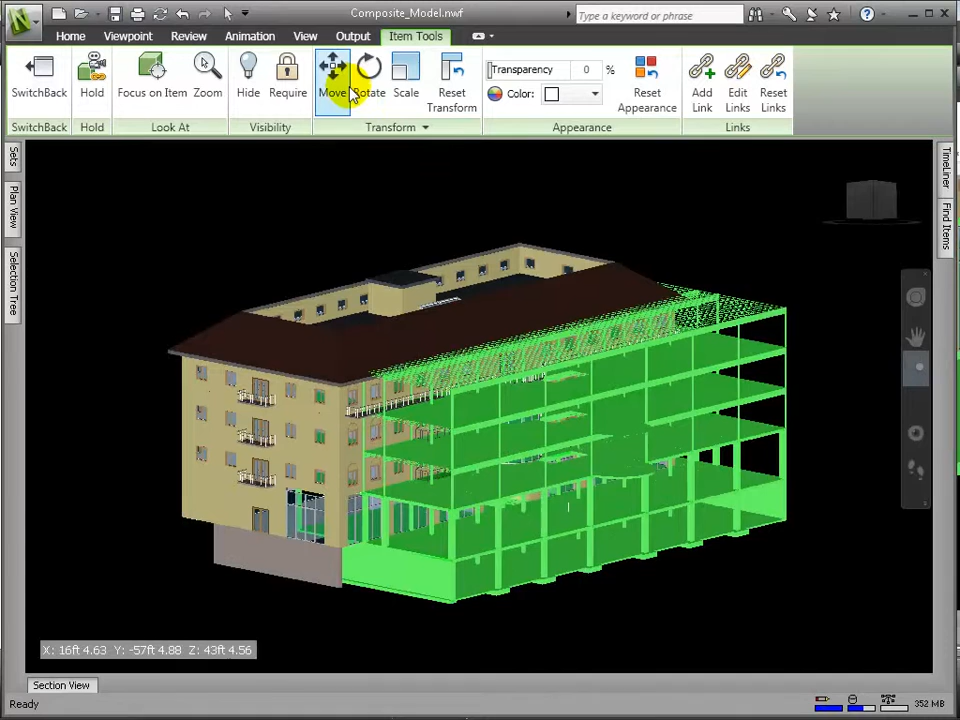 Composite_Model.nwf
Type a keyword or phrase
Home Viewpoint Review Animation View Output Item Tools
SwitchBack
Hold
Focus on Item
Zoom
Hide
Require
Move
Rotate
Scale
Reset
Transform
Transparency 0 %
Color:
Reset
Appearance
Add
Link
Edit
Links
Reset
Links
SwitchBack Hold Look At Visibility Transform Appearance Links
Sets
Plan View
Selection Tree
TimeLiner
Find Items
X: 16ft 4.63 Y: -57ft 4.88 Z: 43ft 4.56
Section View
Ready
352 MB